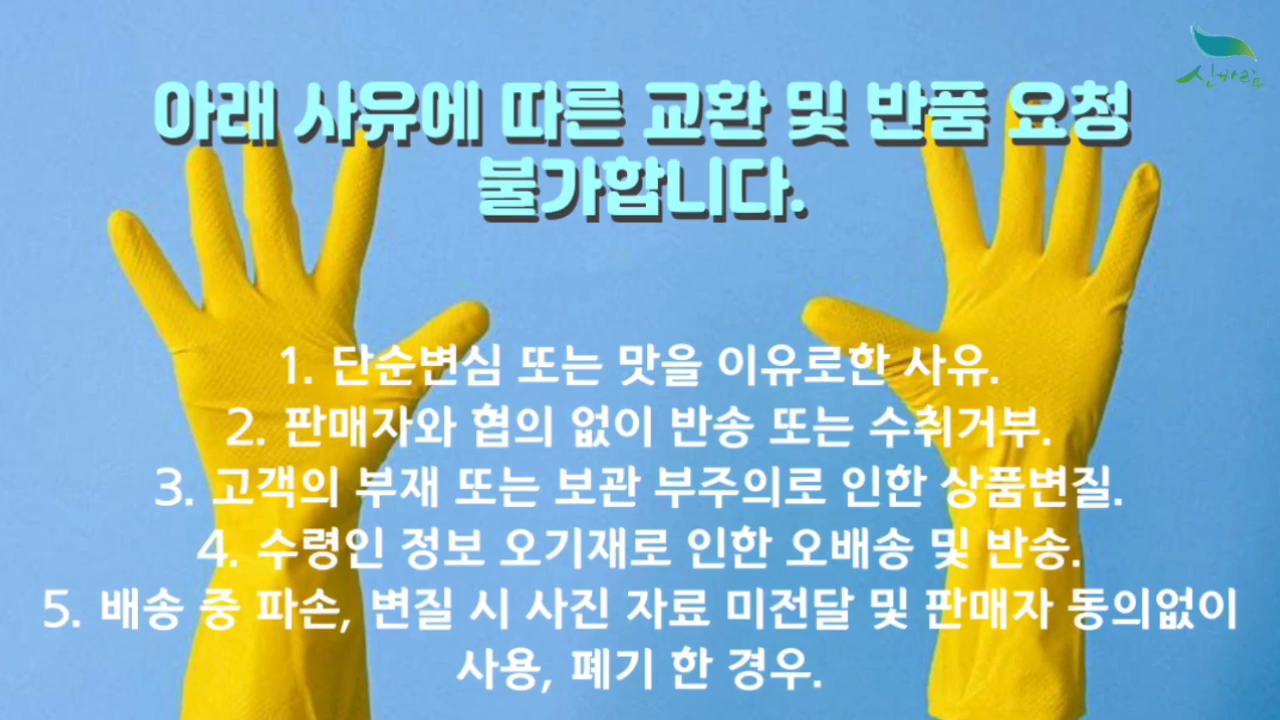 신바람
아래 사유에 따른 교환 및 반품 요청
불가합니다.
1. 단순변심 또는 맛을 이유로한 사유.
2. 판매자와 협의 없이 반송 또는 수취거부.
3. 고객의 부재 또는 보관 부주의로 인한 상품변질.
4. 수령인 정보 오기재로 인한 오배송 및 반송.
5. 배송 중 파손, 변질 시 사진 자료 미전달 및 판매자 동의없이
사용, 폐기 한 경우.